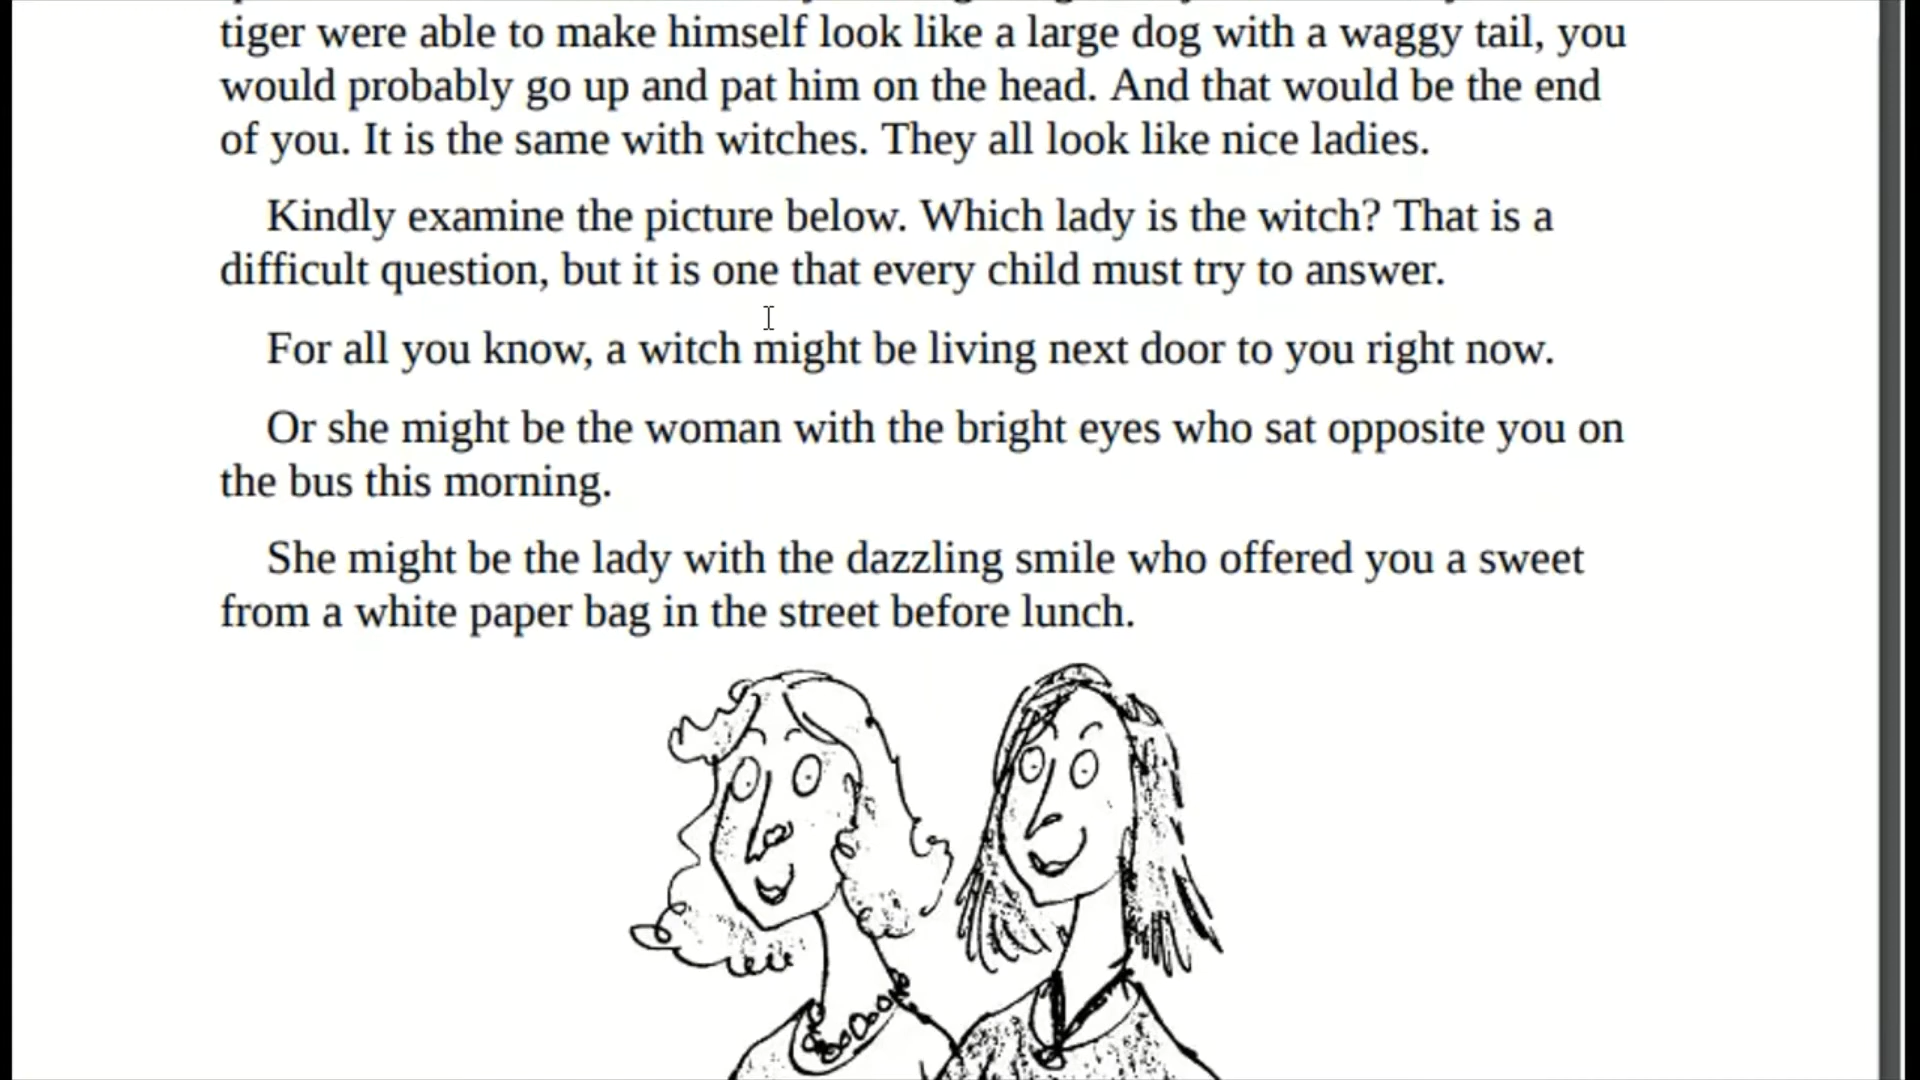 tiger were able to make himself look like a large dog with a waggy tail, you
would probably go up and pat him on the head. And that would be the end
of you. It is the same with witches. They all look like nice ladies.
Kindly examine the picture below. Which lady is the witch? That is a
difficult question, but it is one that every child must try to answer.
For all you know, a witch might be living next door to you right now.
Or she might be the woman with the bright eyes who sat opposite you on
the bus this morning.
She might be the lady with the dazzling smile who offered you a sweet
from a white paper bag in the street before lunch.